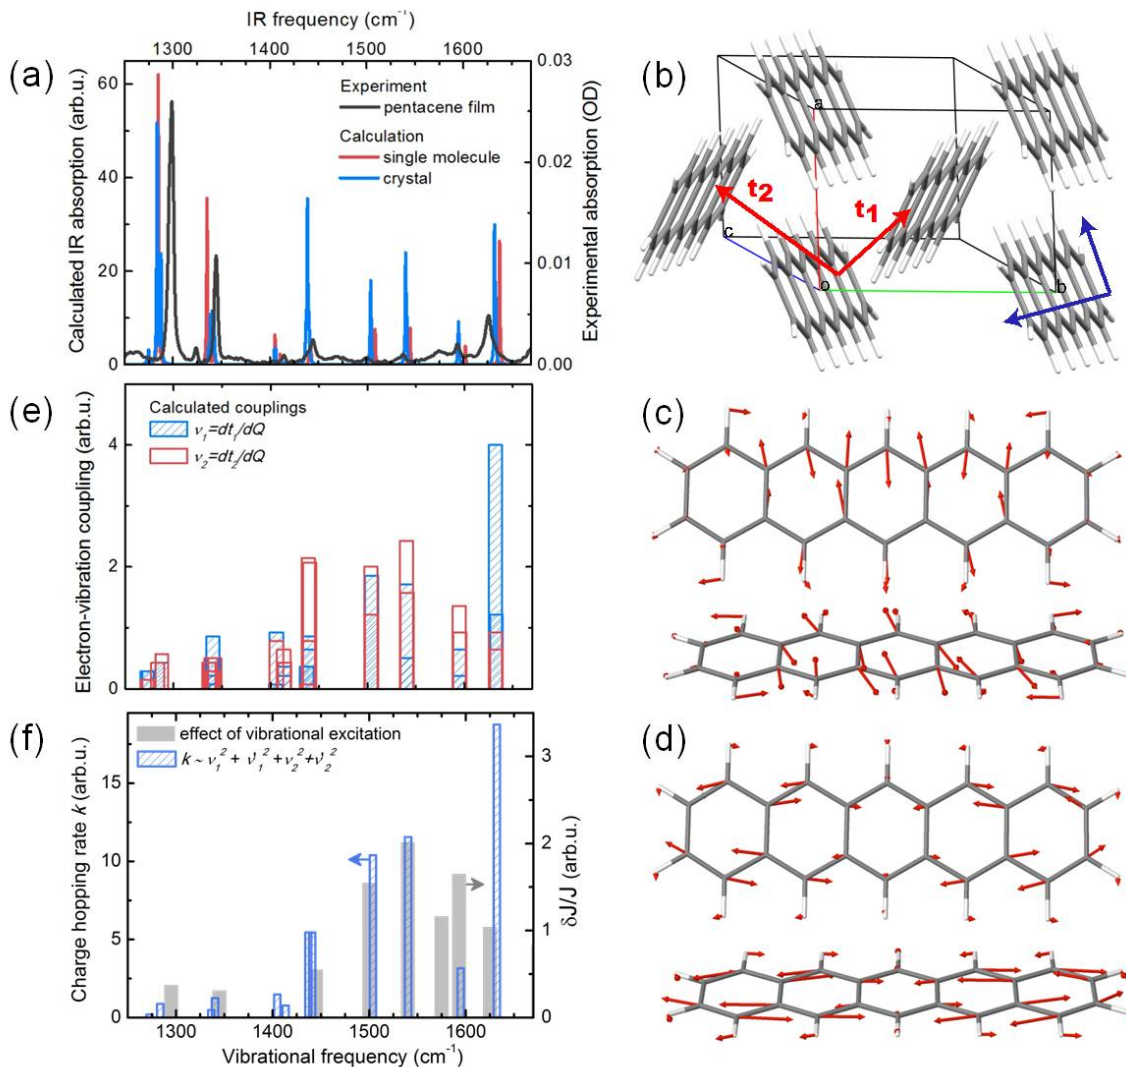 IR frequency (cm⁻¹)
1300 1400 1500 1600
(a)
Calculated IR absorption (arb.u.)
60
40
20
0
Experiment
pentacene film
Calculation
single molecule
crystal
0.03
0.02
0.01
0.00
Experimental absorption (OD)
(b)
a
t₂
t₁
c
o
b
(e)
Electron-vibration coupling (arb.u.)
4
2
0
Calculated couplings
ν₁=dt₁/dQ
ν₂=dt₂/dQ
(c)
(f)
Charge hopping rate k (arb.u.)
15
10
5
0
effect of vibrational excitation
3
2
1
0
δJ/J (arb.u.)
1300 1400 1500 1600
Vibrational frequency (cm⁻¹)
(d)